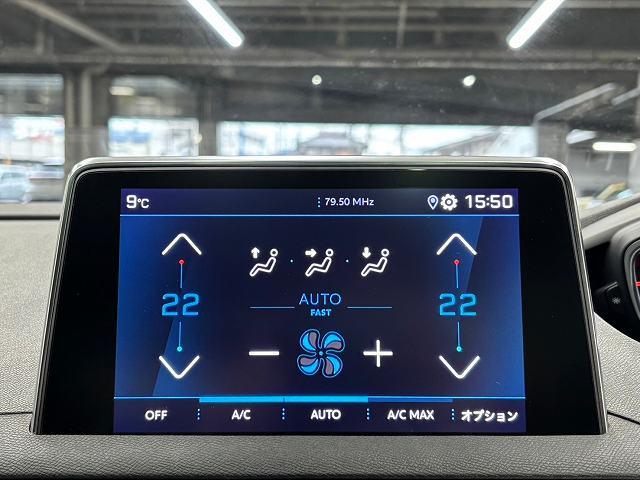 9°C 79.50 MHz 15:50
22 22
AUTO
FAST
OFF A/C AUTO A/C MAX オプション